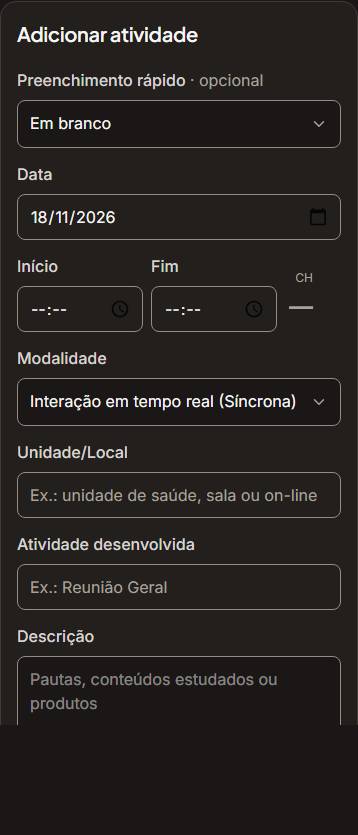 Adicionar atividade
Preenchimento rápido · opcional
Em branco
Data
18/11/2026
Início Fim CH
--:-- --:-- —
Modalidade
Interação em tempo real (Síncrona)
Unidade/Local
Ex.: unidade de saúde, sala ou on-line
Atividade desenvolvida
Ex.: Reunião Geral
Descrição
Pautas, conteúdos estudados ou
produtos